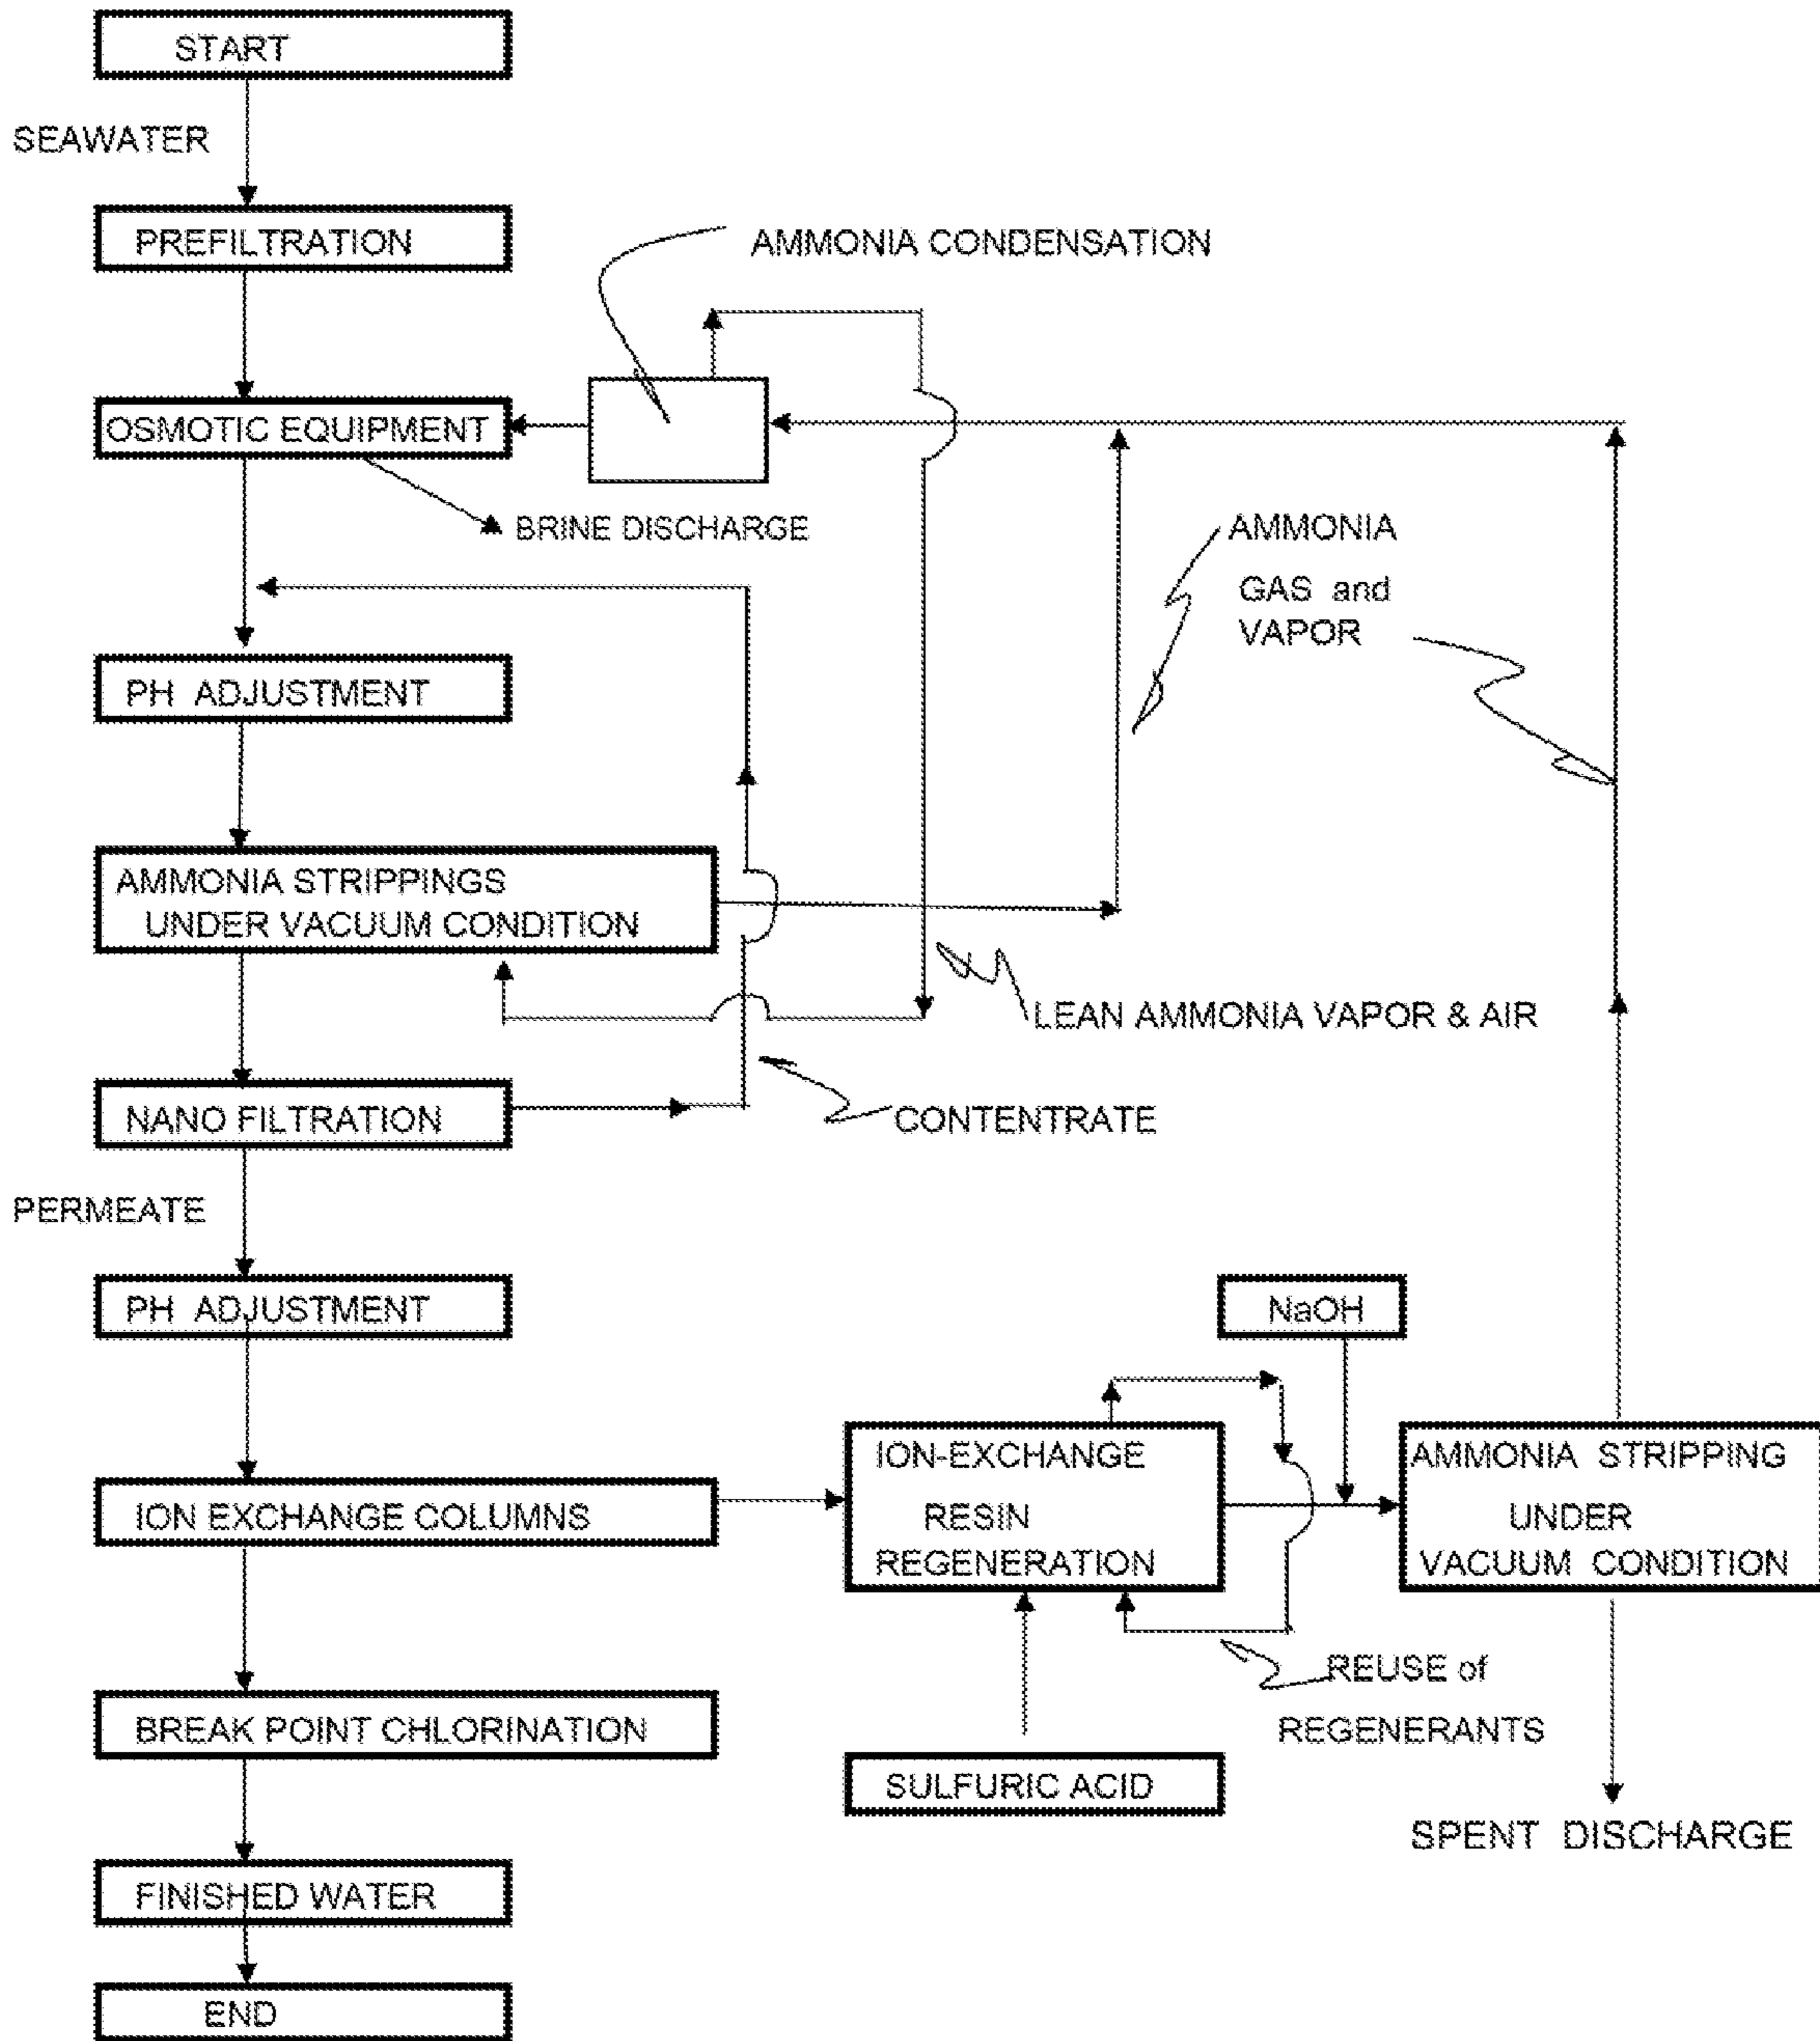 START
SEAWATER
PREFILTRATION
AMMONIA CONDENSATION
OSMOTIC EQUIPMENT
BRINE DISCHARGE
AMMONIA
GAS and
VAPOR
PH ADJUSTMENT
AMMONIA STRIPPINGS
UNDER VACUUM CONDITION
LEAN AMMONIA VAPOR & AIR
NANO FILTRATION
CONTENTRATE
PERMEATE
PH ADJUSTMENT
NaOH
ION EXCHANGE COLUMNS
ION-EXCHANGE
RESIN
REGENERATION
AMMONIA STRIPPING
UNDER
VACUUM CONDITION
REUSE of
REGENERANTS
BREAK POINT CHLORINATION
SULFURIC ACID
SPENT DISCHARGE
FINISHED WATER
END